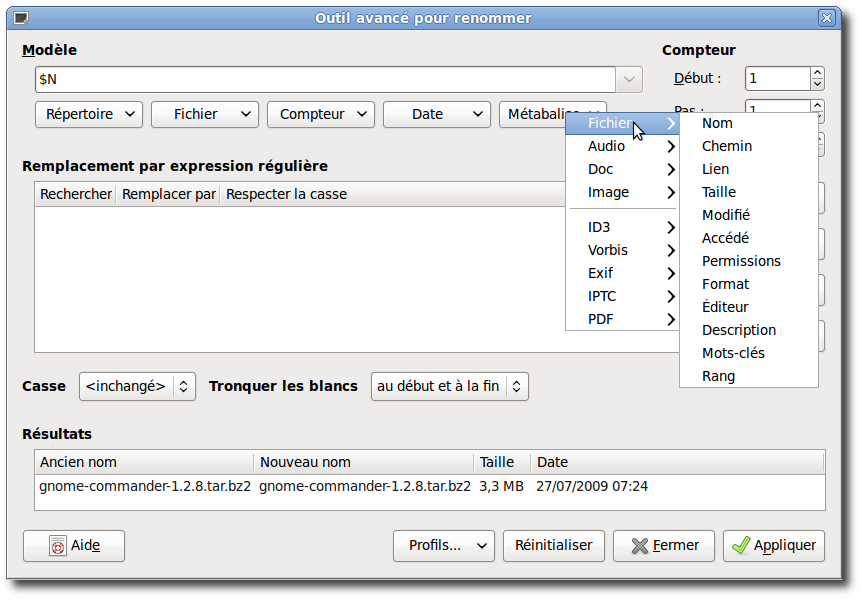 Outil avancé pour renommer
Modèle
Compteur
$N
Début : 1
Répertoire Fichier Compteur Date
Pas : 1
Fichier
Audio
Doc
Image
ID3
Vorbis
Exif
IPTC
PDF
Nom
Chemin
Lien
Taille
Modifié
Accédé
Permissions
Format
Éditeur
Description
Mots-clés
Rang
Remplacement par expression régulière
Rechercher Remplacer par Respecter la casse
Casse <inchangé> Tronquer les blancs au début et à la fin
Résultats
Ancien nom Nouveau nom Taille Date
gnome-commander-1.2.8.tar.bz2 gnome-commander-1.2.8.tar.bz2 3,3 MB 27/07/2009 07:24
Aide Profils... Réinitialiser Fermer Appliquer